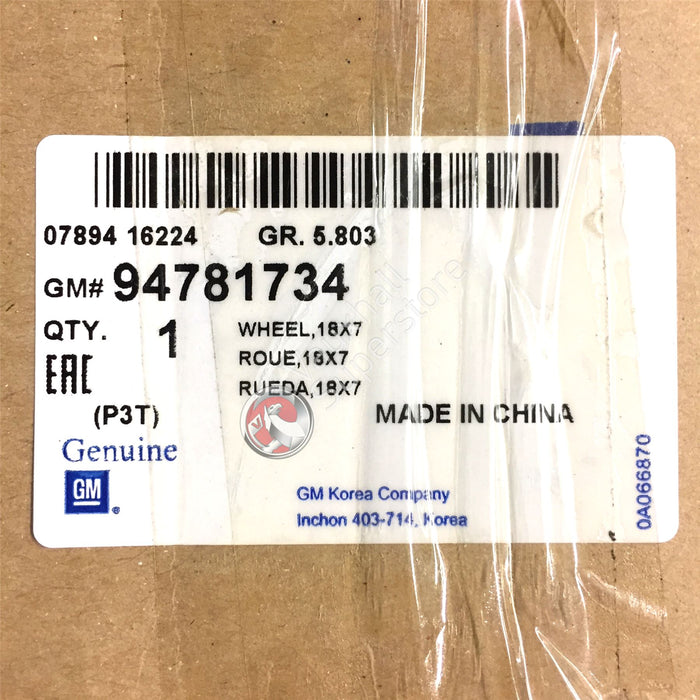 07894 16224 GR. 5.803
GM# 94781734
QTY. 1 WHEEL,18X7
ROUE,18X7
RUEDA,18X7
EAC
(P3T)
MADE IN CHINA
Genuine
GM
GM Korea Company
Inchon 403-714, Korea
0A066870
Superstore